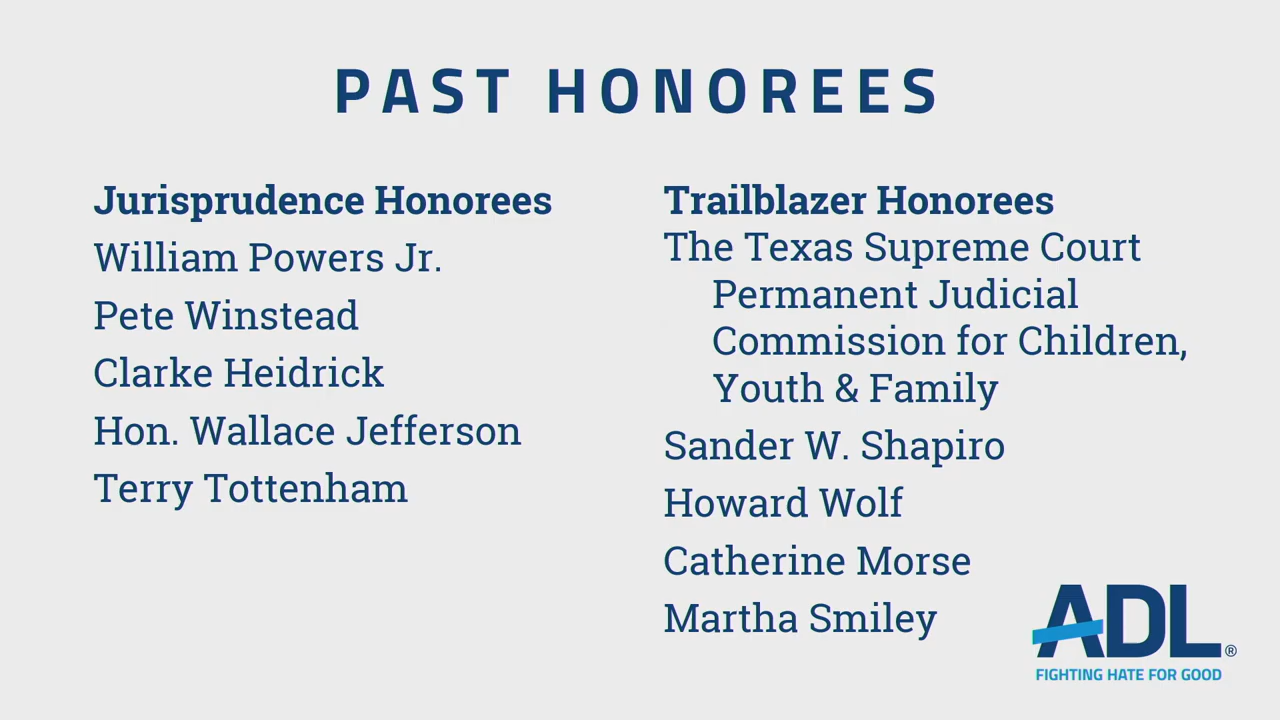 PAST HONOREES
Jurisprudence Honorees
William Powers Jr.
Pete Winstead
Clarke Heidrick
Hon. Wallace Jefferson
Terry Tottenham
Trailblazer Honorees
The Texas Supreme Court
Permanent Judicial
Commission for Children,
Youth & Family
Sander W. Shapiro
Howard Wolf
Catherine Morse
Martha Smiley
ADL®
FIGHTING HATE FOR GOOD